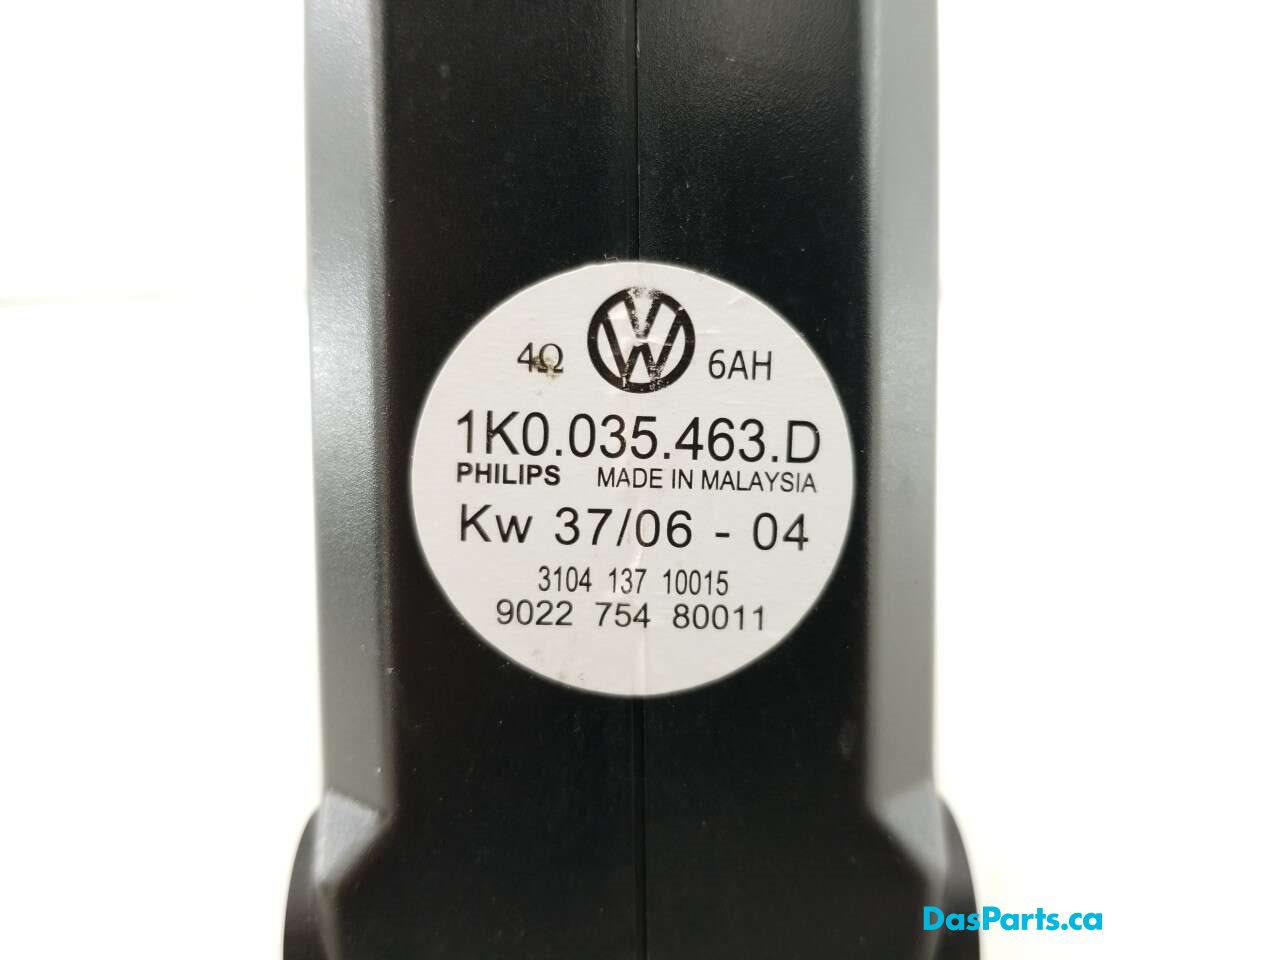 4Ω VW 6AH
1K0.035.463.D
PHILIPS MADE IN MALAYSIA
Kw 37/06 - 04
3104 137 10015
9022 754 80011
DasParts.ca